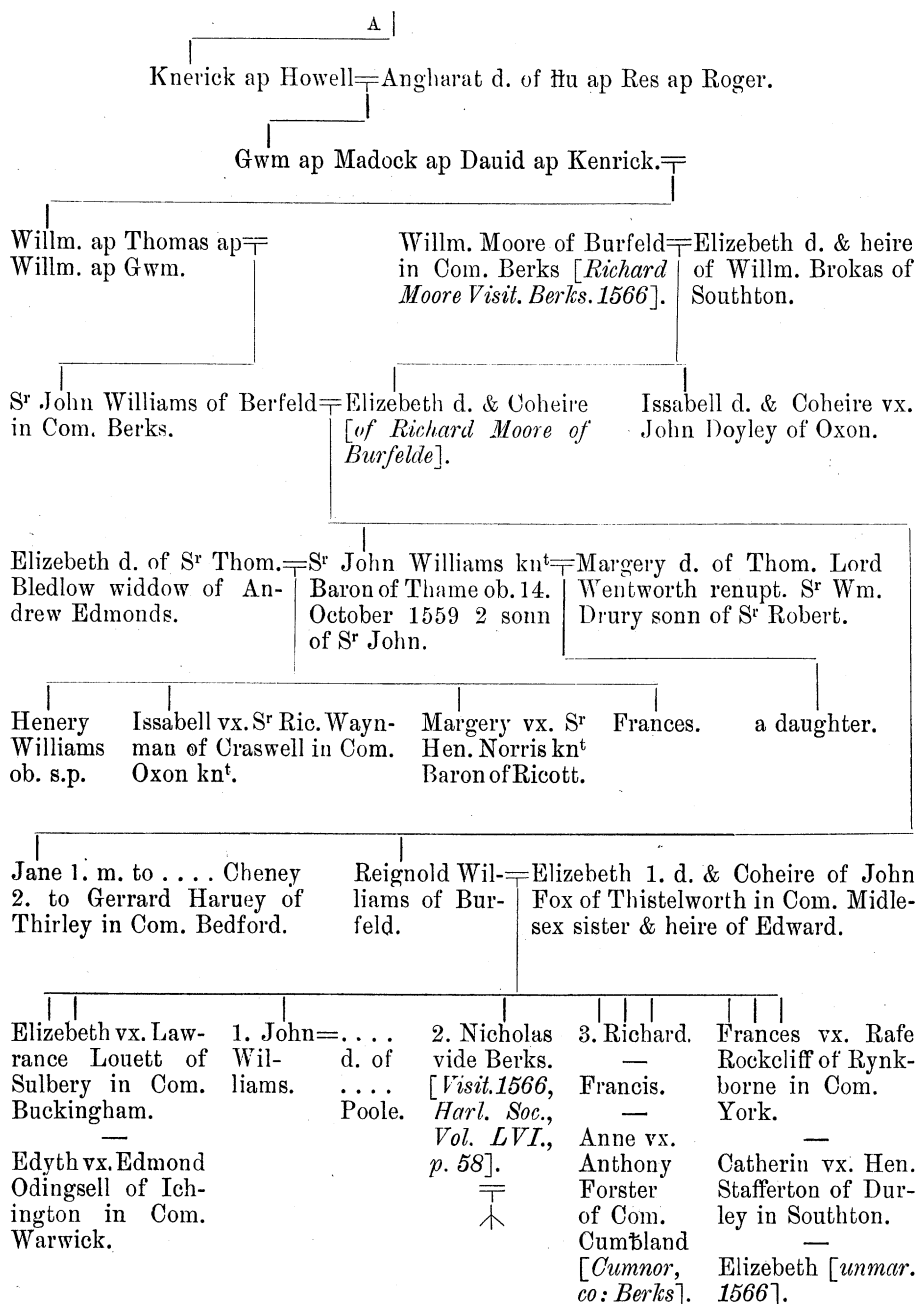 A
Knerick ap Howell=Angharat d. of Hu ap Res ap Roger.
Gwm ap Madock ap Dauid ap Kenrick.=
Willm. ap Thomas ap=
Willm. ap Gwm.
Willm. Moore of Burfeld=Elizebeth d. & heire
in Com. Berks [Richard of Willm. Brokas of
Moore Visit. Berks. 1566]. Southton.
Sr John Williams of Berfeld=Elizebeth d. & Coheire
in Com. Berks. [of Richard Moore of
Burfelde].
Issabell d. & Coheire vx.
John Doyley of Oxon.
Elizebeth d. of Sr Thom.=Sr John Williams knt=Margery d. of Thom. Lord
Bledlow widdow of An- Baron of Thame ob. 14. Wentworth renupt. Sr Wm.
drew Edmonds. October 1559 2 sonn Drury sonn of Sr Robert.
of Sr John.
Henery
Williams
ob. s.p.
Issabell vx. Sr Ric. Wayn-
man of Craswell in Com.
Oxon knt.
Margery vx. Sr
Hen. Norris knt
Baron of Ricott.
Frances.
a daughter.
Jane 1. m. to .... Cheney
2. to Gerrard Haruey of
Thirley in Com. Bedford.
Reignold Wil-=Elizebeth 1. d. & Coheire of John
liams of Bur- Fox of Thistelworth in Com. Midle-
feld. sex sister & heire of Edward.
Elizebeth vx. Law-
rance Louett of
Sulbery in Com.
Buckingham.
—
Edyth vx. Edmond
Odingsell of Ich-
ington in Com.
Warwick.
1. John=....
Wil- d. of
liams. ....
Poole.
2. Nicholas
vide Berks.
[Visit. 1566,
Harl. Soc.,
Vol. LVI.,
p. 58].
3. Richard.
—
Francis.
—
Anne vx.
Anthony
Forster
of Com.
Cumƀland
[Cumnor,
co: Berks].
Frances vx. Rafe
Rockcliff of Rynk-
borne in Com.
York.
—
Catherin vx. Hen.
Stafferton of Dur-
ley in Southton.
—
Elizebeth [unmar.
1566].